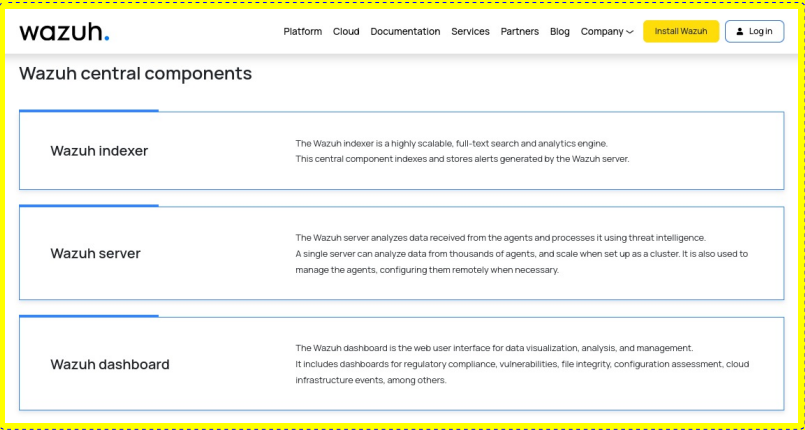 wazuh.
Platform Cloud Documentation Services Partners Blog Company Install Wazuh Log in
Wazuh central components
Wazuh indexer
The Wazuh indexer is a highly scalable, full-text search and analytics engine.
This central component indexes and stores alerts generated by the Wazuh server.
Wazuh server
The Wazuh server analyzes data received from the agents and processes it using threat intelligence.
A single server can analyze data from thousands of agents, and scale when set up as a cluster. It is also used to
manage the agents, configuring them remotely when necessary.
Wazuh dashboard
The Wazuh dashboard is the web user interface for data visualization, analysis, and management.
It includes dashboards for regulatory compliance, vulnerabilities, file integrity, configuration assessment, cloud
infrastructure events, among others.